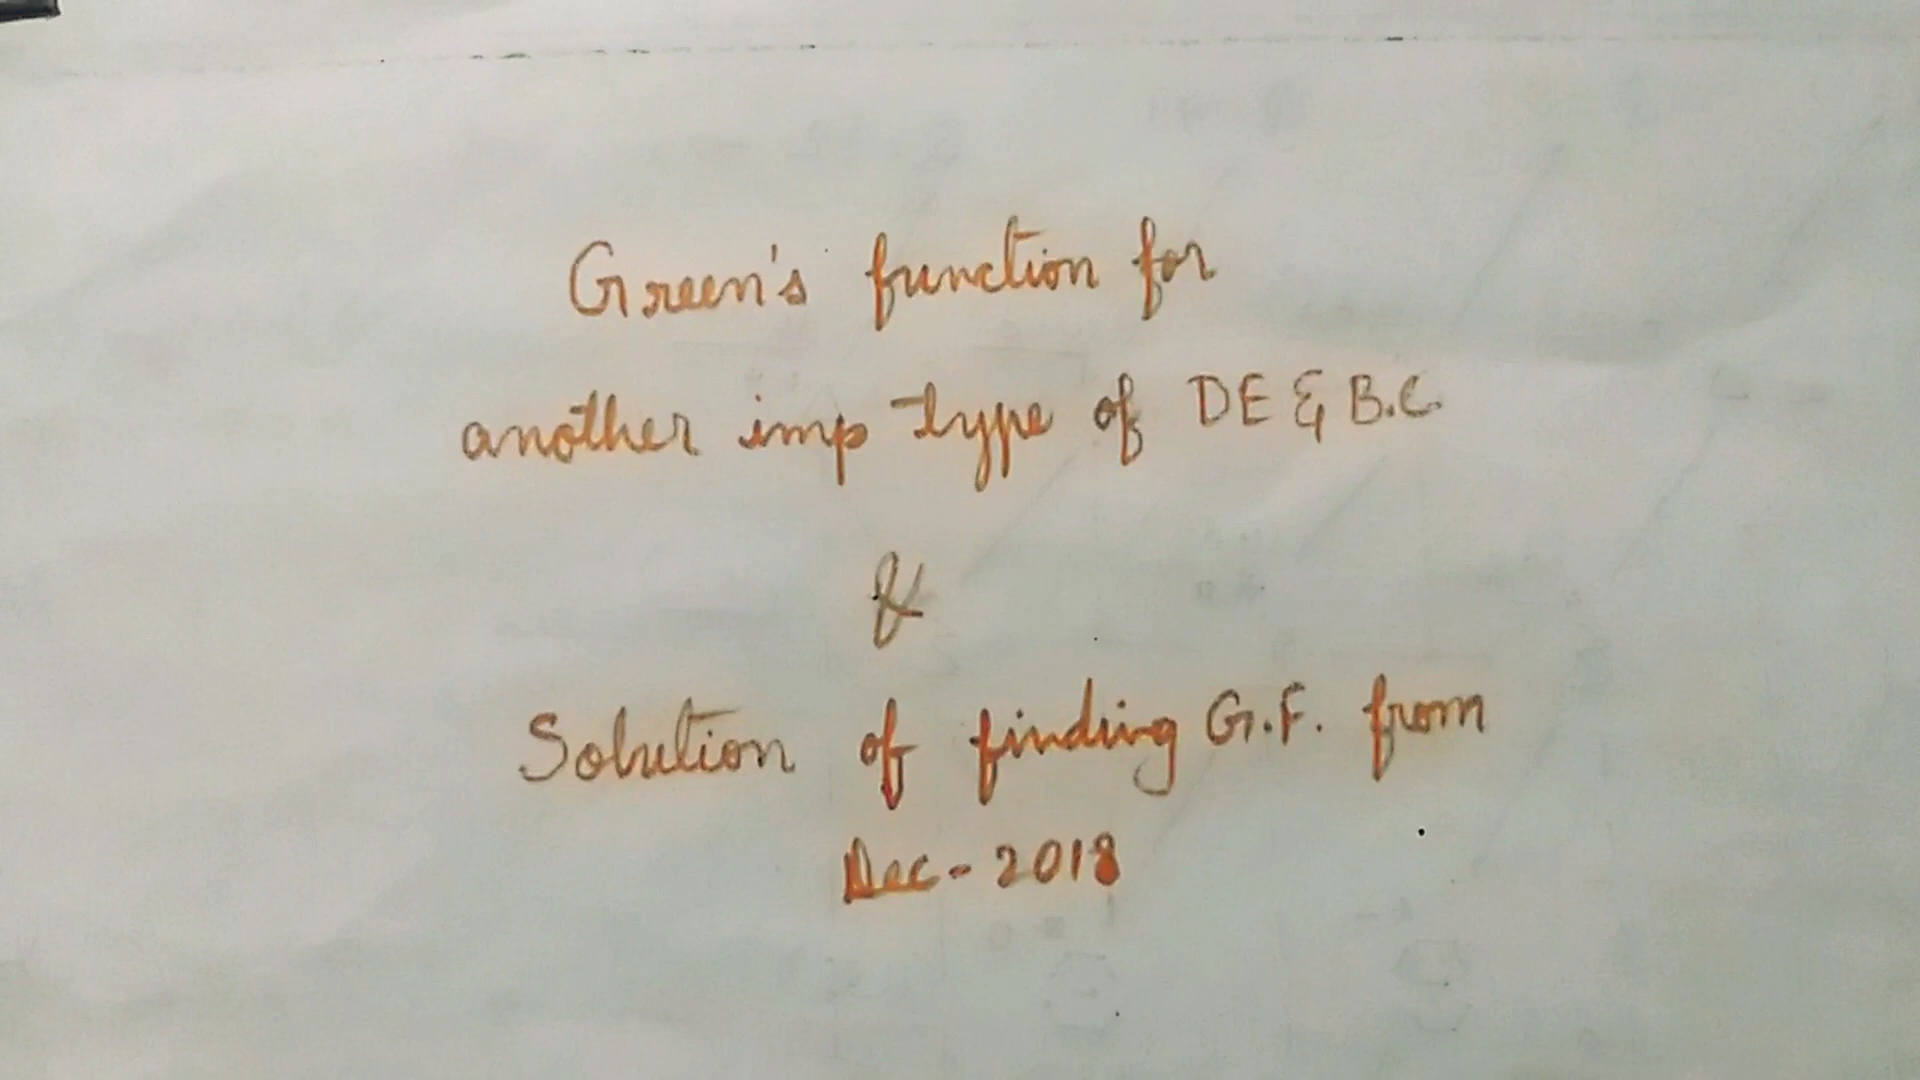 Green's function for
another imp type of DE & B.C.
&
Solution of finding G.F. from
Dec-2018